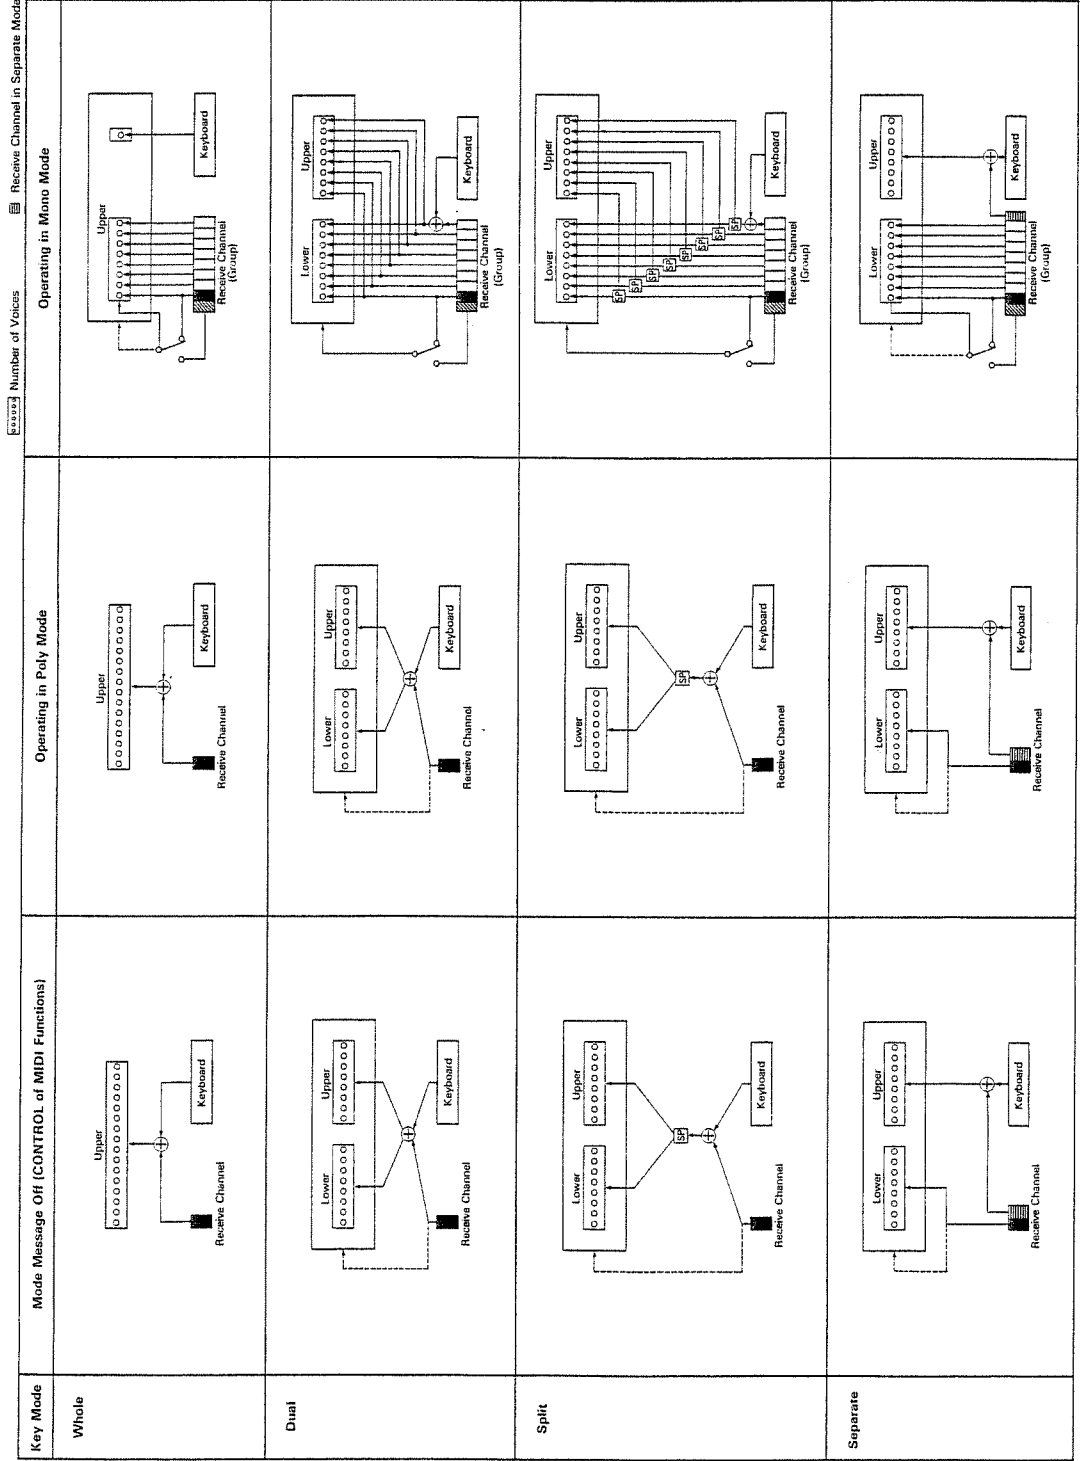 Number of Voices
Receive Channel in Separate Mode
Key Mode
Mode Message Off (CONTROL of MIDI Functions)
Operating in Poly Mode
Operating in Mono Mode
Whole
Upper
Keyboard
Receive Channel
Upper
Keyboard
Receive Channel
Upper
Keyboard
Receive Channel
(Group)
Dual
Lower
Upper
Keyboard
Receive Channel
Lower
Upper
Keyboard
Receive Channel
Lower
Upper
Keyboard
Receive Channel
(Group)
Split
Lower
Upper
SP
Keyboard
Receive Channel
Lower
Upper
SP
Keyboard
Receive Channel
Lower
Upper
SP
SP
SP
SP
SP
SP
SP
SP
Keyboard
Receive Channel
(Group)
Separate
Lower
Upper
Keyboard
Receive Channel
Lower
Upper
Keyboard
Receive Channel
Lower
Upper
Keyboard
Receive Channel
(Group)